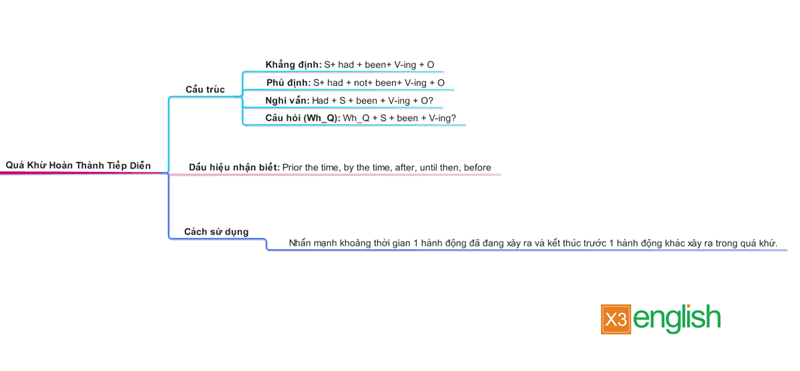 Quá Khứ Hoàn Thành Tiếp Diễn
Cấu trúc
Khẳng định: S+ had + been+ V-ing + O
Phủ định: S+ had + not+ been+ V-ing + O
Nghi vấn: Had + S + been + V-ing + O?
Câu hỏi (Wh_Q): Wh_Q + S + been + V-ing?
Dấu hiệu nhận biết: Prior the time, by the time, after, until then, before
Cách sử dụng
Nhấn mạnh khoảng thời gian 1 hành động đã đang xảy ra và kết thúc trước 1 hành động khác xảy ra trong quá khứ.
X3 english